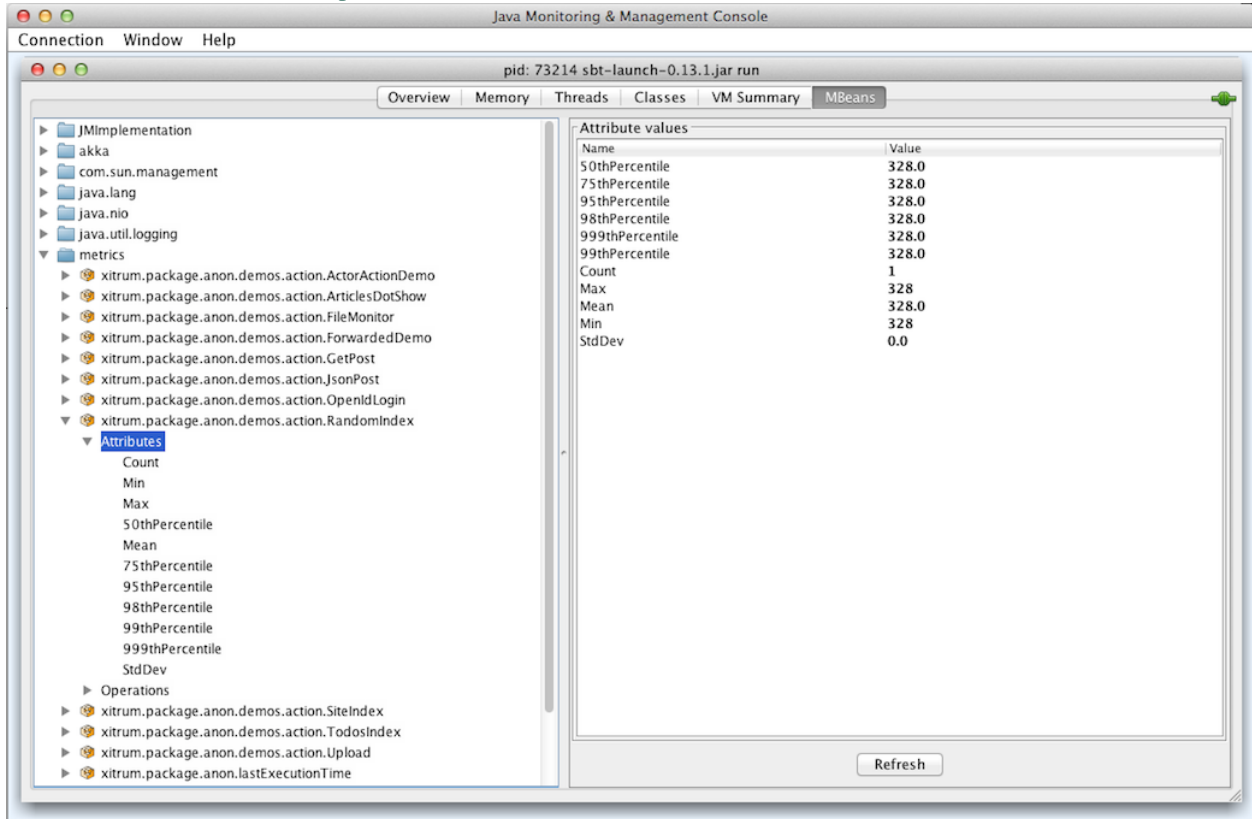 Java Monitoring & Management Console
Connection Window Help
pid: 73214 sbt-launch-0.13.1.jar run
Overview Memory Threads Classes VM Summary MBeans
JMImplementation
akka
com.sun.management
java.lang
java.nio
java.util.logging
metrics
xitrum.package.anon.demos.action.ActorActionDemo
xitrum.package.anon.demos.action.ArticlesDotShow
xitrum.package.anon.demos.action.FileMonitor
xitrum.package.anon.demos.action.ForwardedDemo
xitrum.package.anon.demos.action.GetPost
xitrum.package.anon.demos.action.JsonPost
xitrum.package.anon.demos.action.OpenIdLogin
xitrum.package.anon.demos.action.RandomIndex
Attributes
Count
Min
Max
50thPercentile
Mean
75thPercentile
95thPercentile
98thPercentile
99thPercentile
999thPercentile
StdDev
Operations
xitrum.package.anon.demos.action.SiteIndex
xitrum.package.anon.demos.action.TodosIndex
xitrum.package.anon.demos.action.Upload
xitrum.package.anon.lastExecutionTime
Attribute values
Name Value
50thPercentile 328.0
75thPercentile 328.0
95thPercentile 328.0
98thPercentile 328.0
999thPercentile 328.0
99thPercentile 328.0
Count 1
Max 328
Mean 328.0
Min 328
StdDev 0.0
Refresh